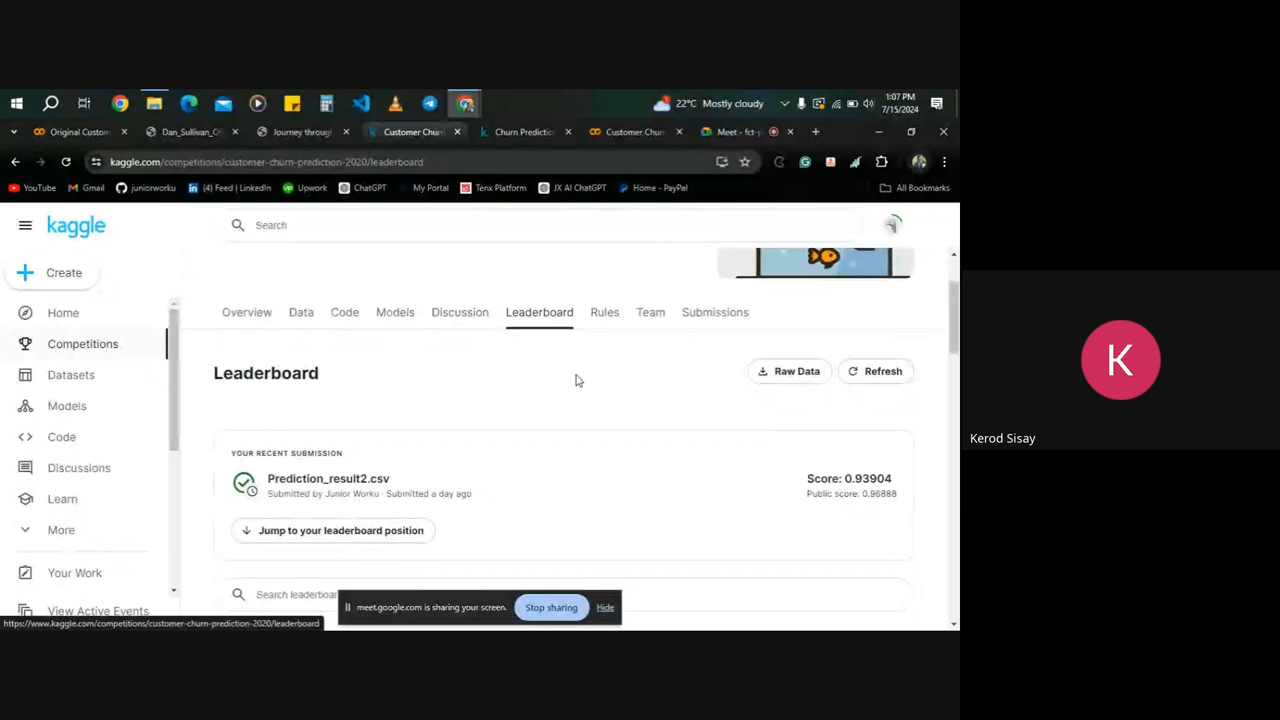 22°C Mostly cloudy
1:07 PM
7/15/2024
Original Custon
Dan_Sullivan_C
Journey throug
Customer Churn
Churn Predictio
Customer Churn
Meet - fct-p
kaggle.com/competitions/customer-churn-prediction-2020/leaderboard
YouTube
Gmail
juniorworku
(4) Feed | LinkedIn
Upwork
ChatGPT
My Portal
Tenx Platform
JX AI ChatGPT
Home - PayPal
All Bookmarks
kaggle
Search
Create
Home
Competitions
Datasets
Models
Code
Discussions
Learn
More
Your Work
View Active Events
Overview
Data
Code
Models
Discussion
Leaderboard
Rules
Team
Submissions
Leaderboard
Raw Data
Refresh
YOUR RECENT SUBMISSION
Prediction_result2.csv
Submitted by Junior Worku · Submitted a day ago
Score: 0.93904
Public score: 0.96888
Jump to your leaderboard position
Search leaderboar
meet.google.com is sharing your screen.
Stop sharing
Hide
https://www.kaggle.com/competitions/customer-churn-prediction-2020/leaderboard
K
Kerod Sisay